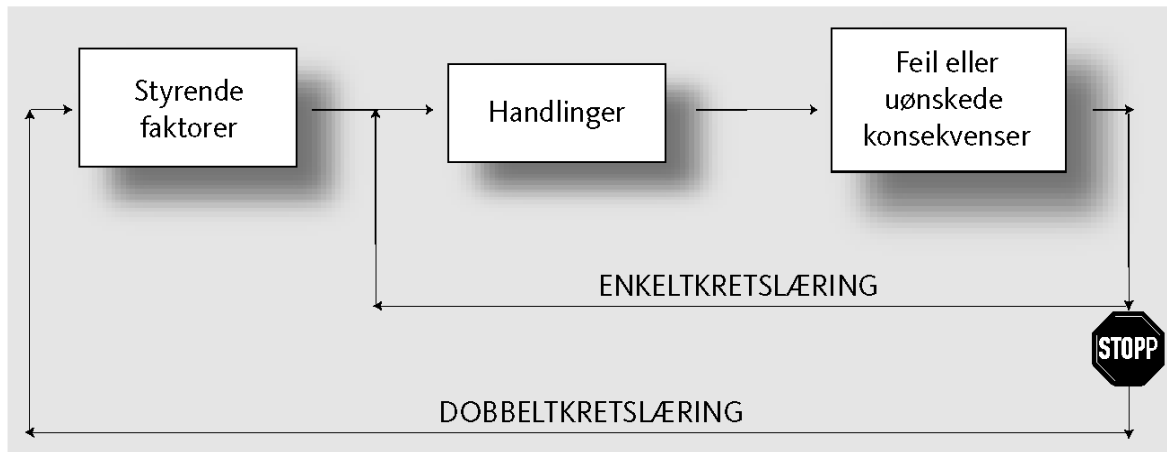 Styrende
faktorer
Handlinger
Feil eller
uønskede
konsekvenser
ENKELTKRETSLÆRING
STOPP
DOBBELTKRETSLÆRING